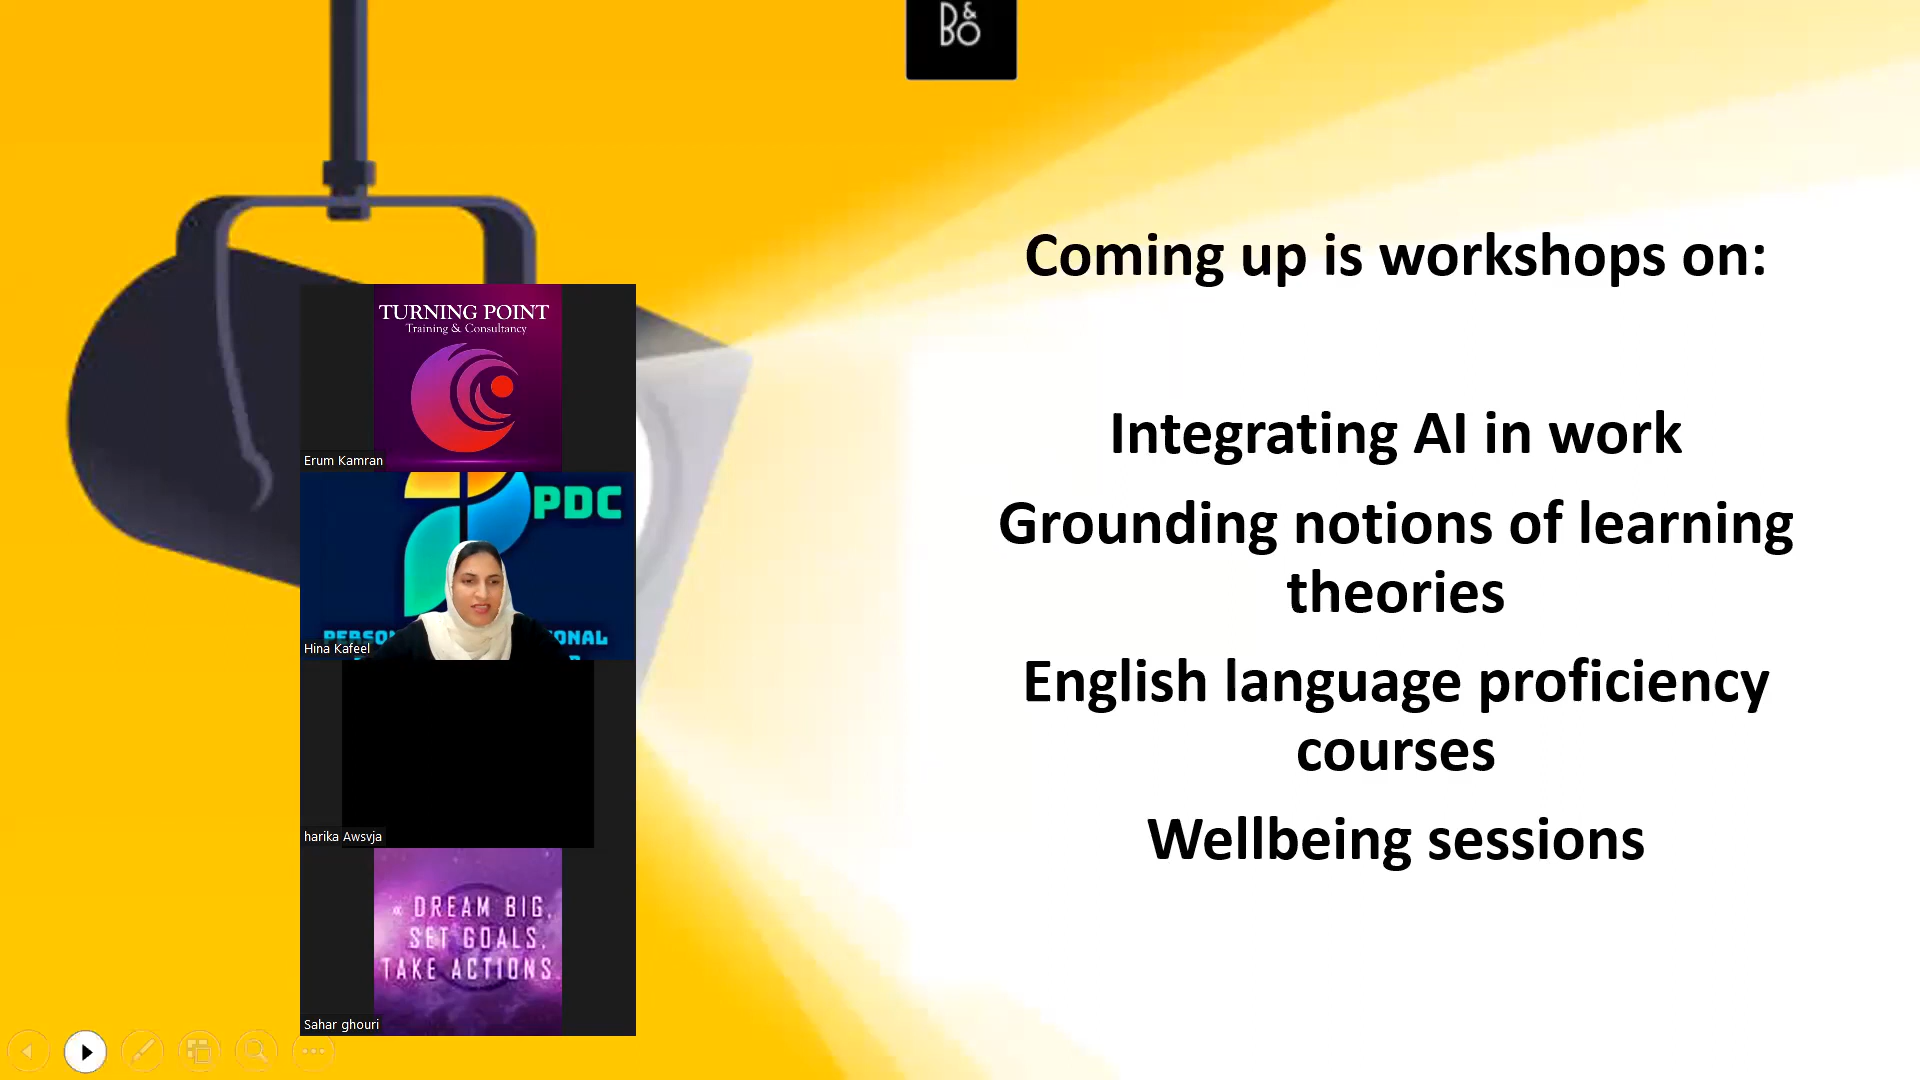 B&O
Coming up is workshops on:
Integrating AI in work
Grounding notions of learning
theories
English language proficiency
courses
Wellbeing sessions
TURNING POINT
Training & Consultancy
Erum Kamran
PDC
Hina Kafeel
harika Awsvja
« DREAM BIG,
SET GOALS,
TAKE ACTIONS.
Sahar ghouri